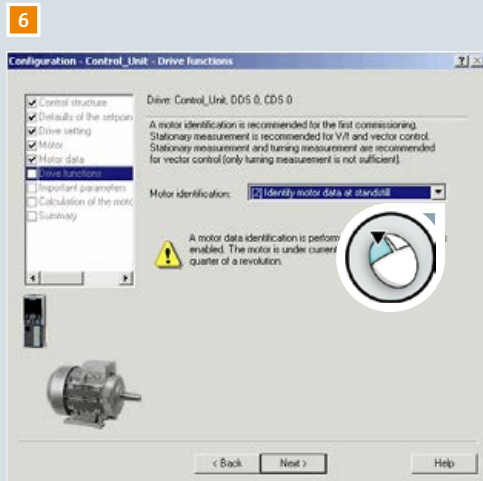 6
Configuration - Control_Unit - Drive functions
Control structure
Defaults of the setpoin
Drive setting
Motor
Motor data
Drive functions
Important parameters
Calculation of the motc
Summary
Drive: Control_Unit, DDS 0, CDS 0
A motor identification is recommended for the first commissioning.
Stationary measurement is recommended for V/f and vector control.
Stationary measurement and turning measurement are recommended
for vector control (only turning measurement is not sufficient).
Motor identification: [2] Identify motor data at standstill
A motor data identification is perform s
enabled. The motor is under current
quarter of a revolution.
< Back Next > Help